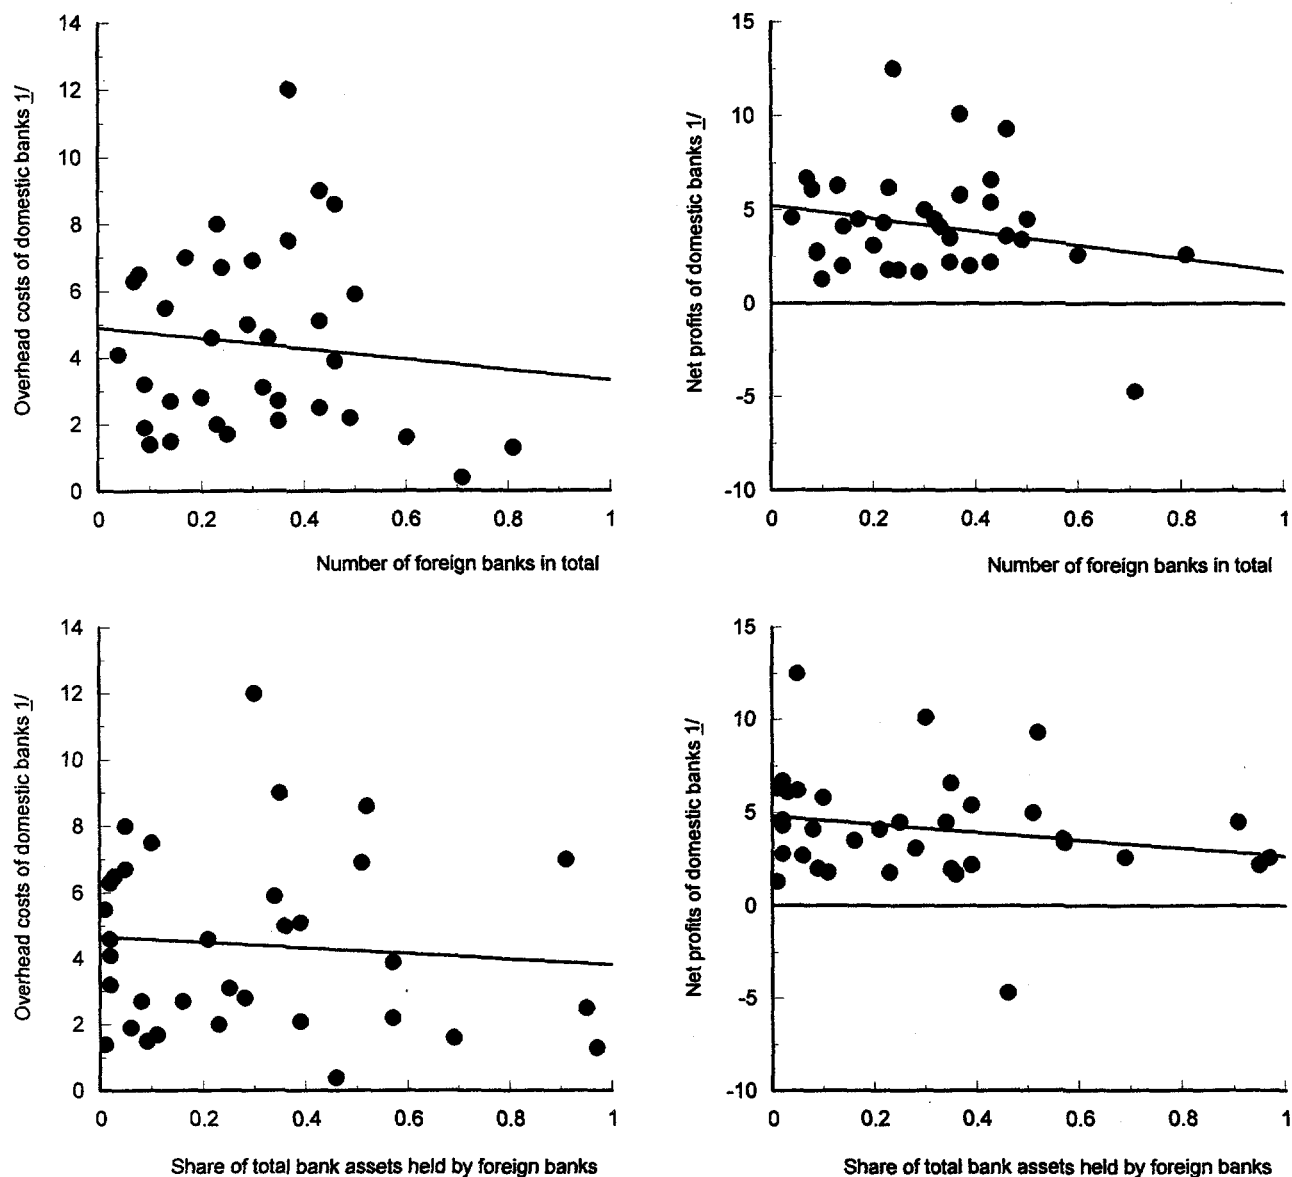 14
12
10
8
6
4
2
0
Overhead costs of domestic banks 1/
0 0.2 0.4 0.6 0.8 1
Number of foreign banks in total
15
10
5
0
-5
-10
Net profits of domestic banks 1/
0 0.2 0.4 0.6 0.8 1
Number of foreign banks in total
14
12
10
8
6
4
2
0
Overhead costs of domestic banks 1/
0 0.2 0.4 0.6 0.8 1
Share of total bank assets held by foreign banks
15
10
5
0
-5
-10
Net profits of domestic banks 1/
0 0.2 0.4 0.6 0.8 1
Share of total bank assets held by foreign banks